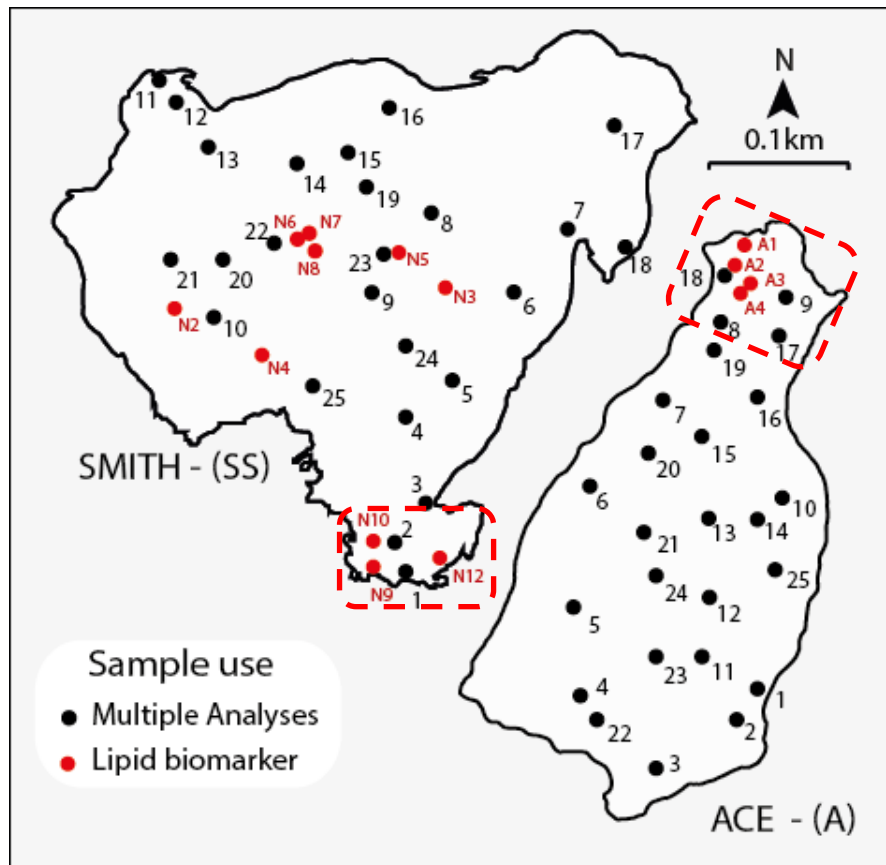 N
0.1km
11
12
13
16
17
15
14
19
8
7
18
N6
N7
22
N8
23
N5
21
20
9
N3
6
N2
10
N4
24
25
5
4
SMITH - (SS)
3
N10
2
N12
N9
1
A1
A2
18
A3
A4
9
8
17
19
7
16
15
20
6
10
13
14
21
25
24
12
5
23
11
4
1
22
2
3
ACE - (A)
Sample use
Multiple Analyses
Lipid biomarker